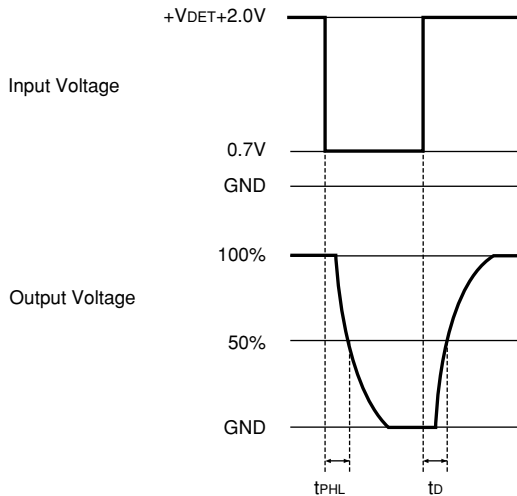 +VDET+2.0V
Input Voltage
0.7V
GND
100%
Output Voltage
50%
GND
tPHL tD